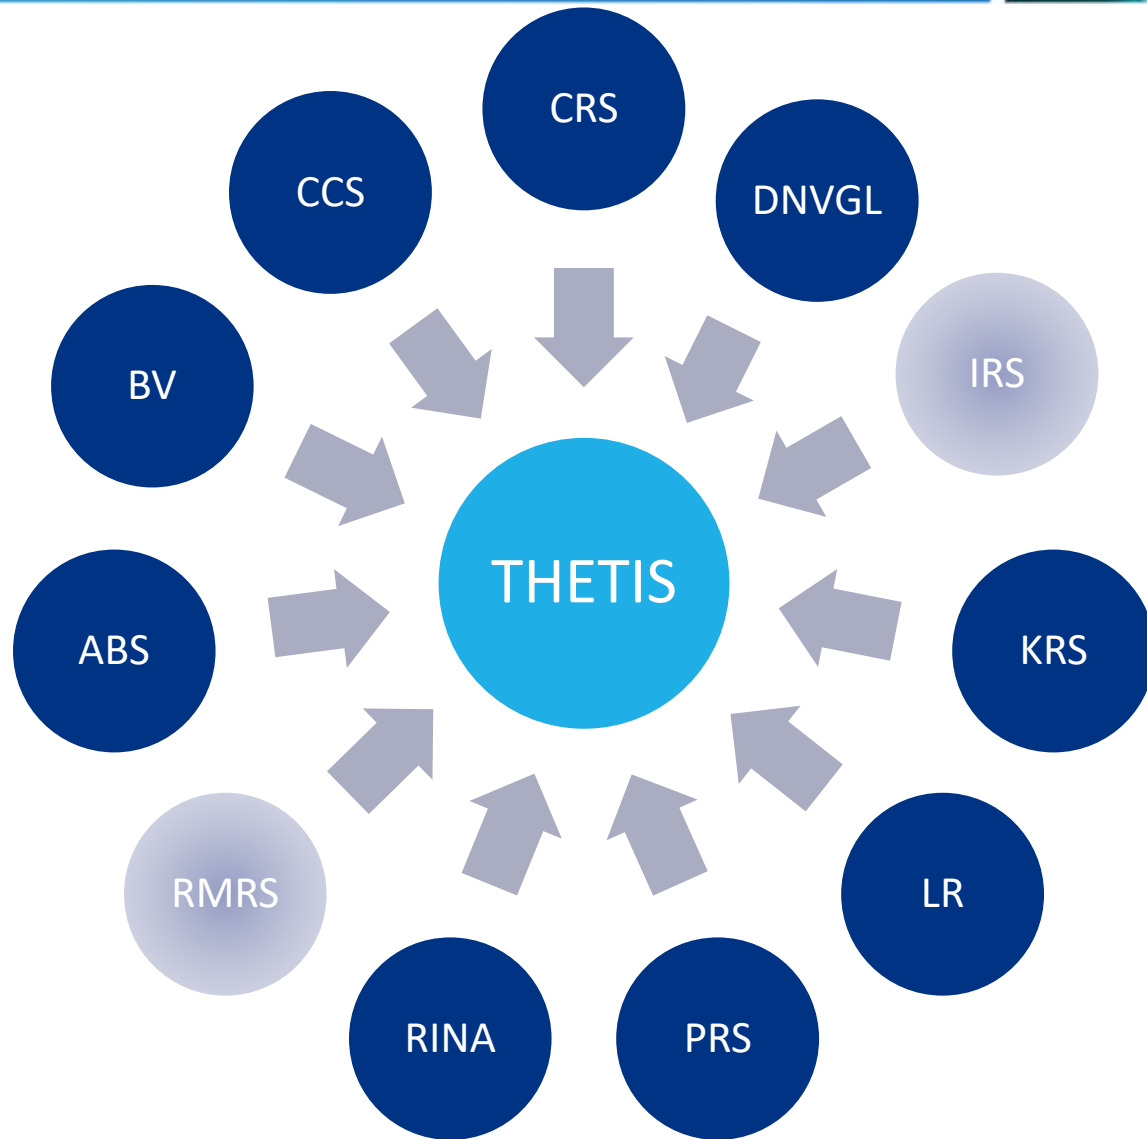 CRS
DNVGL
CCS
IRS
BV
THETIS
ABS
KRS
RMRS
LR
RINA
PRS